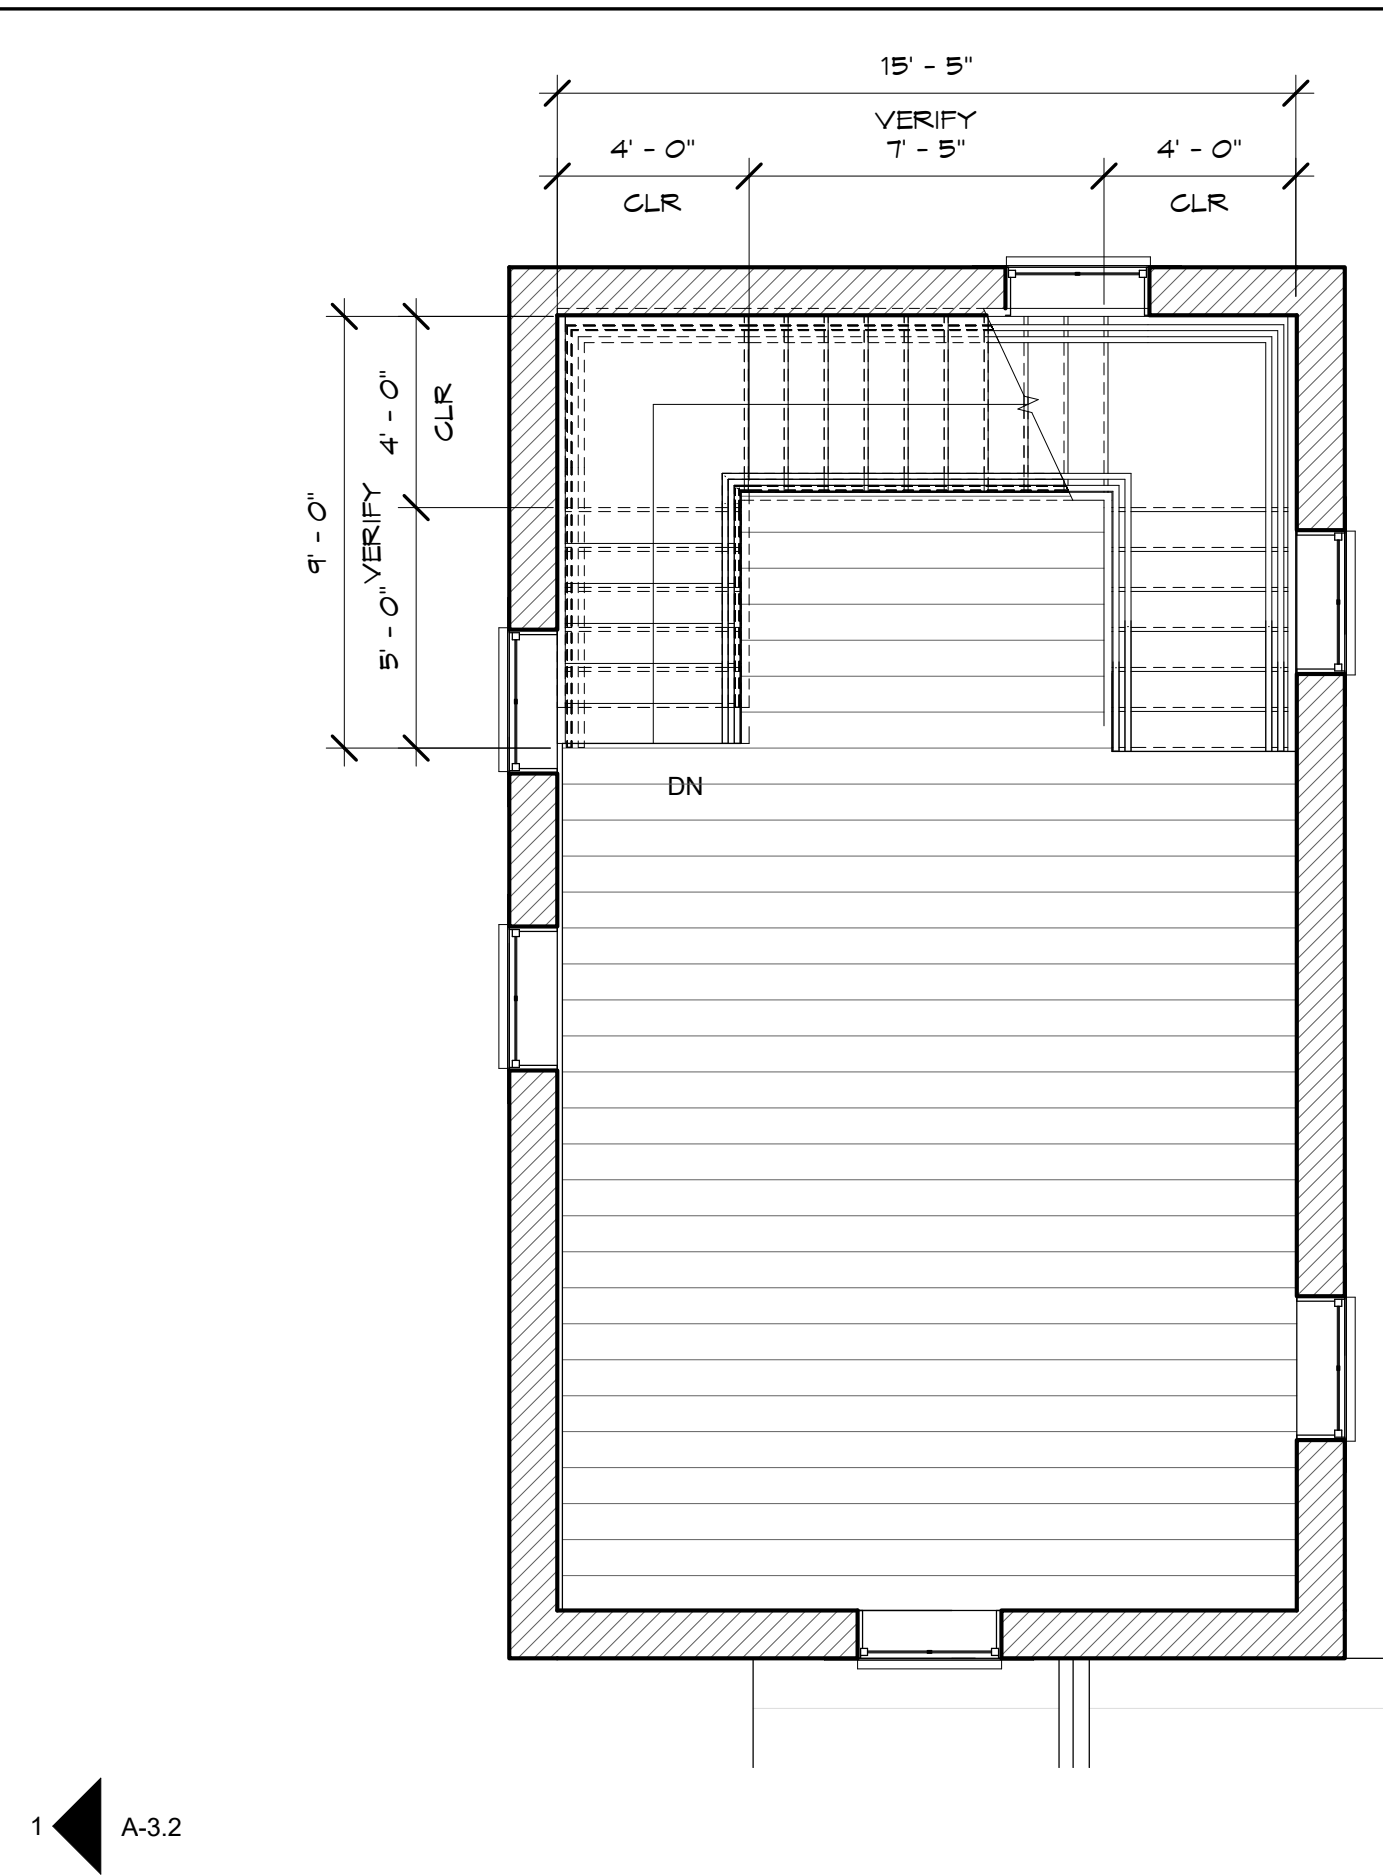 15' - 5"
VERIFY
4' - 0"
7' - 5"
4' - 0"
CLR
CLR
9' - 0"
VERIFY
4' - 0"
CLR
5' - 0"
DN
1
A-3.2